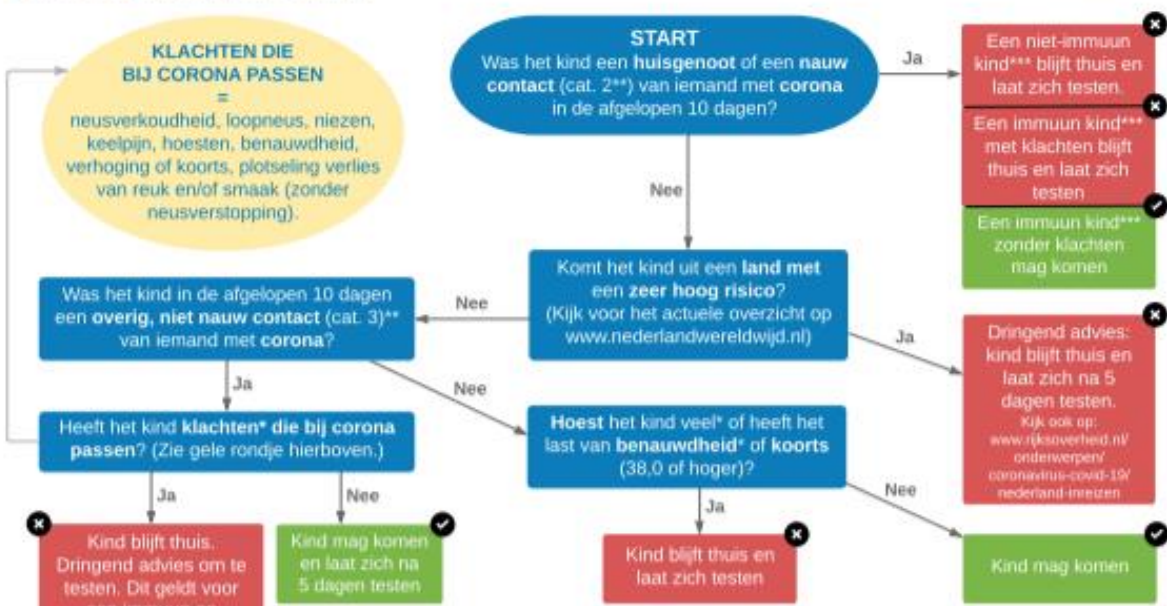 KLACHTEN DIE
BIJ CORONA PASSEN
=
neusverkoudheid, loopneus, niezen,
keelpijn, hoesten, benauwdheid,
verhoging of koorts, plotseling verlies
van reuk en/of smaak (zonder
neusverstopping).
START
Was het kind een huisgenoot of een nauw
contact (cat. 2**) van iemand met corona
in de afgelopen 10 dagen?
Ja
Een niet-immuun
kind*** blijft thuis en
laat zich testen.
Een immuun kind***
met klachten blijft
thuis en laat zich
testen
Een immuun kind***
zonder klachten
mag komen
Nee
Komt het kind uit een land met
een zeer hoog risico?
(Kijk voor het actuele overzicht op
www.nederlandwereldwijd.nl)
Ja
Dringend advies:
kind blijft thuis en
laat zich na 5
dagen testen.
Kijk ook op:
www.rijksoverheid.nl/
onderwerpen/
coronavirus-covid-19/
nederland-inreizen
Nee
Was het kind in de afgelopen 10 dagen
een overig, niet nauw contact (cat. 3)**
van iemand met corona?
Ja
Nee
Heeft het kind klachten* die bij corona
passen? (Zie gele rondje hierboven.)
Hoest het kind veel* of heeft het
last van benauwdheid* of koorts
(38,0 of hoger)?
Ja
Nee
Ja
Nee
Kind blijft thuis.
Dringend advies om te
testen. Dit geldt voor
Kind mag komen
en laat zich na
5 dagen testen
Kind blijft thuis en
laat zich testen
Kind mag komen